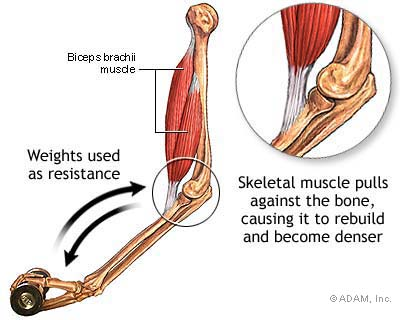 Biceps brachii
muscle
Weights used
as resistance
Skeletal muscle pulls
against the bone,
causing it to rebuild
and become denser
© ADAM, Inc.